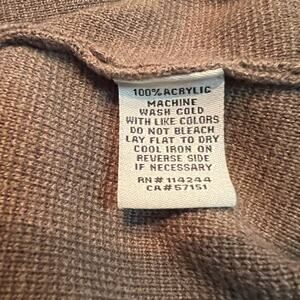 100% ACRYLIC
MACHINE
WASH COLD
WITH LIKE COLORS
DO NOT BLEACH
LAY FLAT TO DRY
COOL IRON ON
REVERSE SIDE
IF NECESSARY
RN# 114244
CA#57151